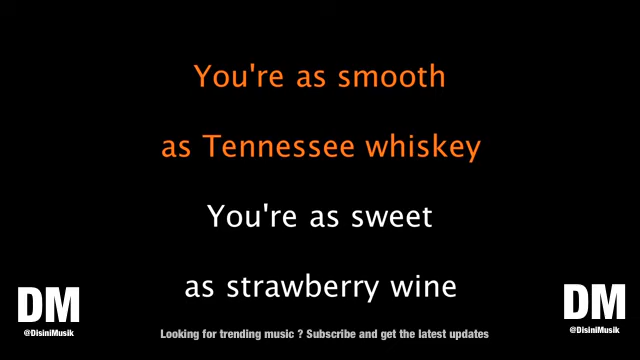 You're as smooth
as Tennessee whiskey
You're as sweet
as strawberry wine
DM
@DisiniMusik
DM
@DisiniMusik
Looking for trending music ? Subscribe and get the latest updates